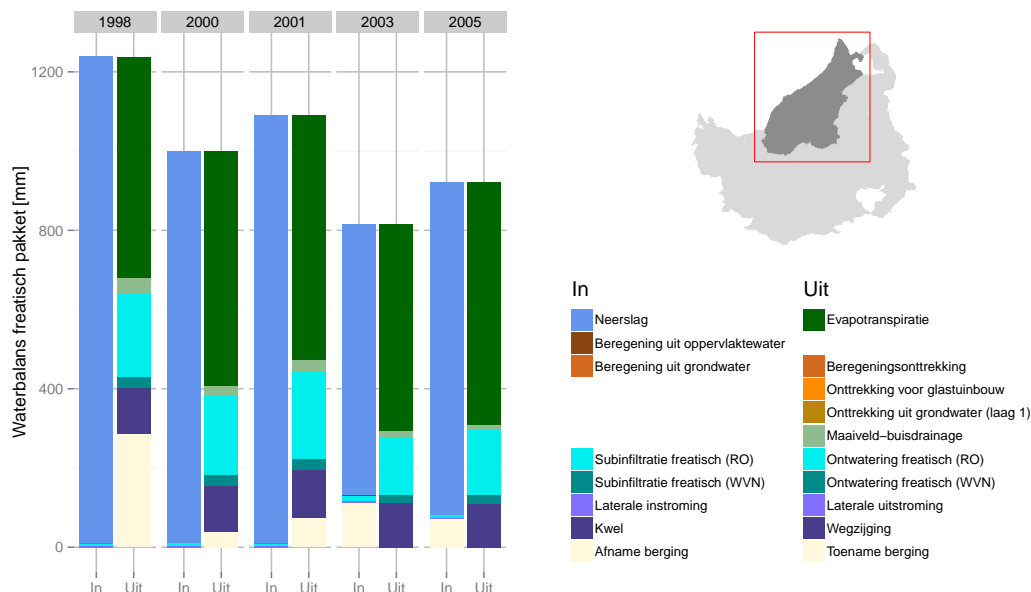 1998 2000 2001 2003 2005
Waterbalans freatisch pakket [mm]
1200
800
400
0
In Uit In Uit In Uit In Uit In Uit
In
Neerslag
Beregening uit oppervlaktewater
Beregening uit grondwater
Subinfiltratie freatisch (RO)
Subinfiltratie freatisch (WVN)
Laterale instroming
Kwel
Afname berging
Uit
Evapotranspiratie
Beregeningsonttrekking
Onttrekking voor glastuinbouw
Onttrekking uit grondwater (laag 1)
Maaiveld−buisdrainage
Ontwatering freatisch (RO)
Ontwatering freatisch (WVN)
Laterale uitstroming
Wegzijging
Toename berging